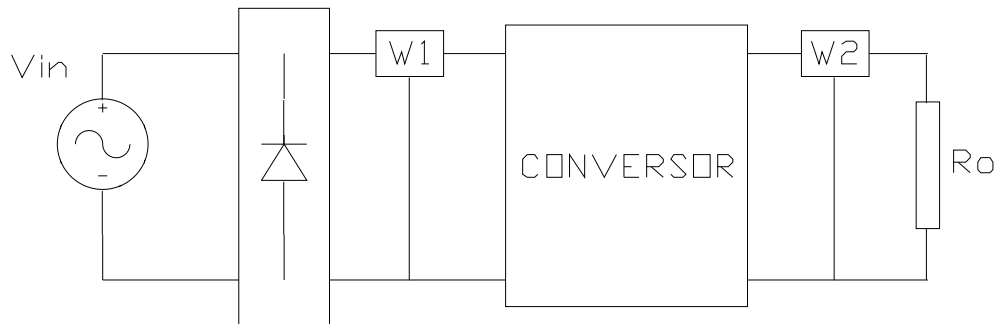 Vin
W1
CONVERSOR
W2
Ro
+
-